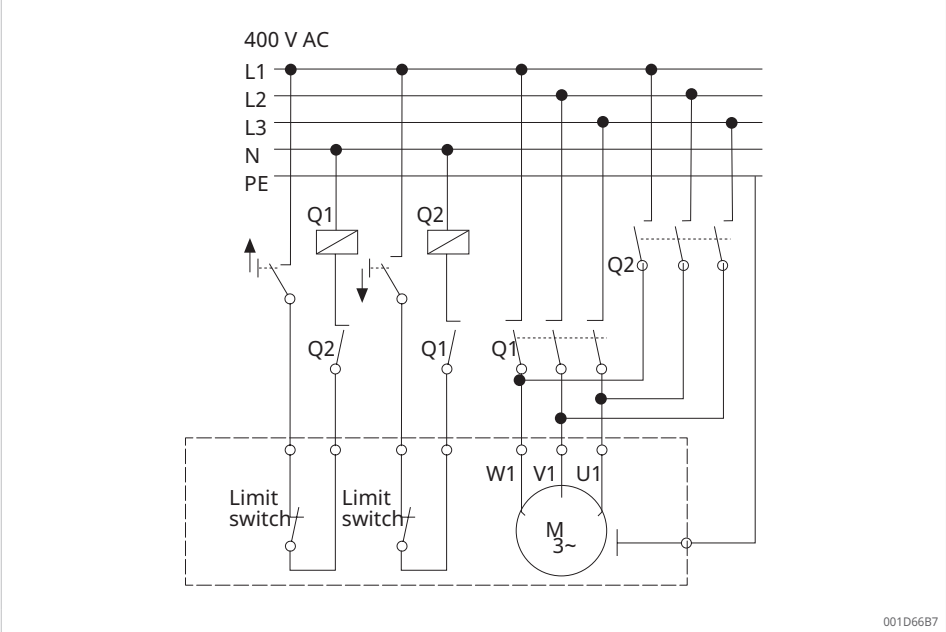 400 V AC
L1
L2
L3
N
PE
Q1
Q2
Q2
Q2
Q1
Q1
W1
V1
U1
Limit
switch
Limit
switch
M
3~
001D66B7